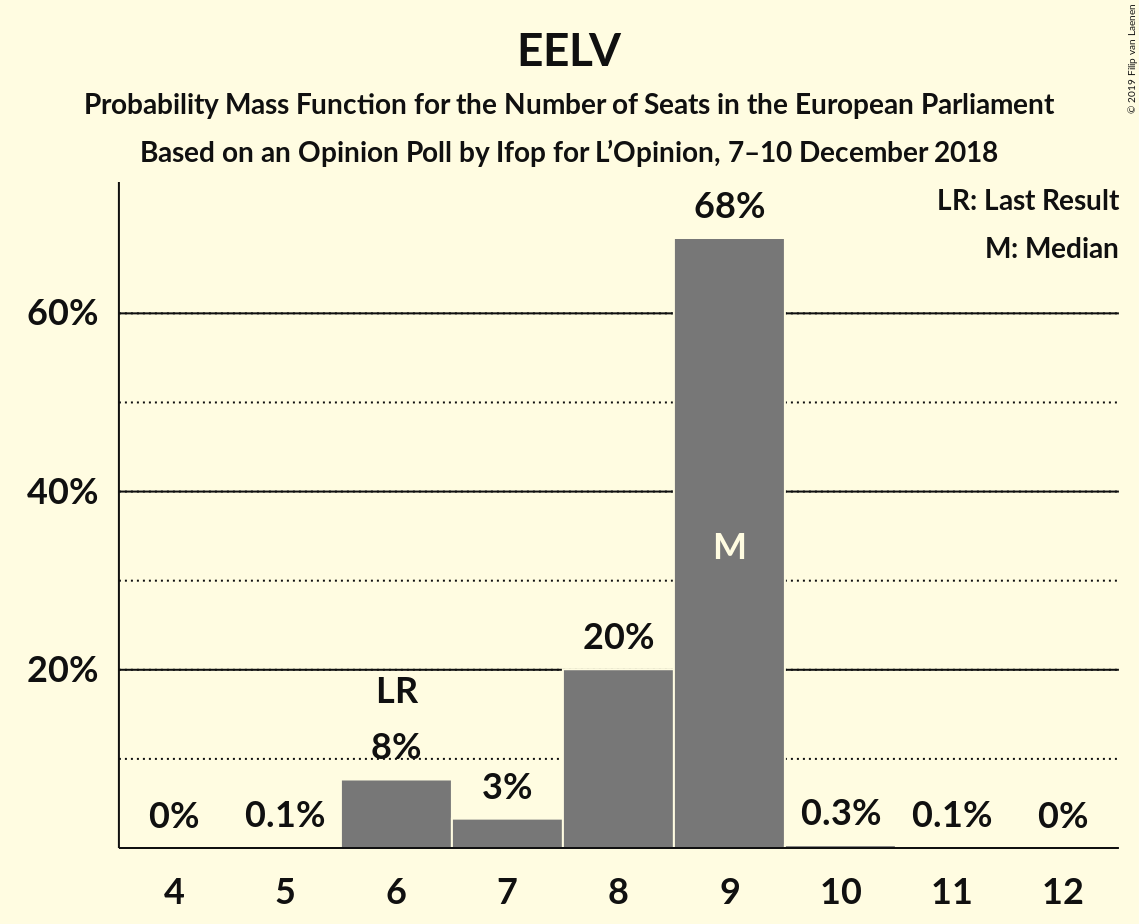 EELV
Probability Mass Function for the Number of Seats in the European Parliament
Based on an Opinion Poll by Ifop for L’Opinion, 7–10 December 2018
© 2019 Filip van Laenen
LR: Last Result
M: Median
60%
40%
20%
0%
0.1%
LR
8%
3%
20%
68%
M
0.3%
0.1%
0%
4 5 6 7 8 9 10 11 12